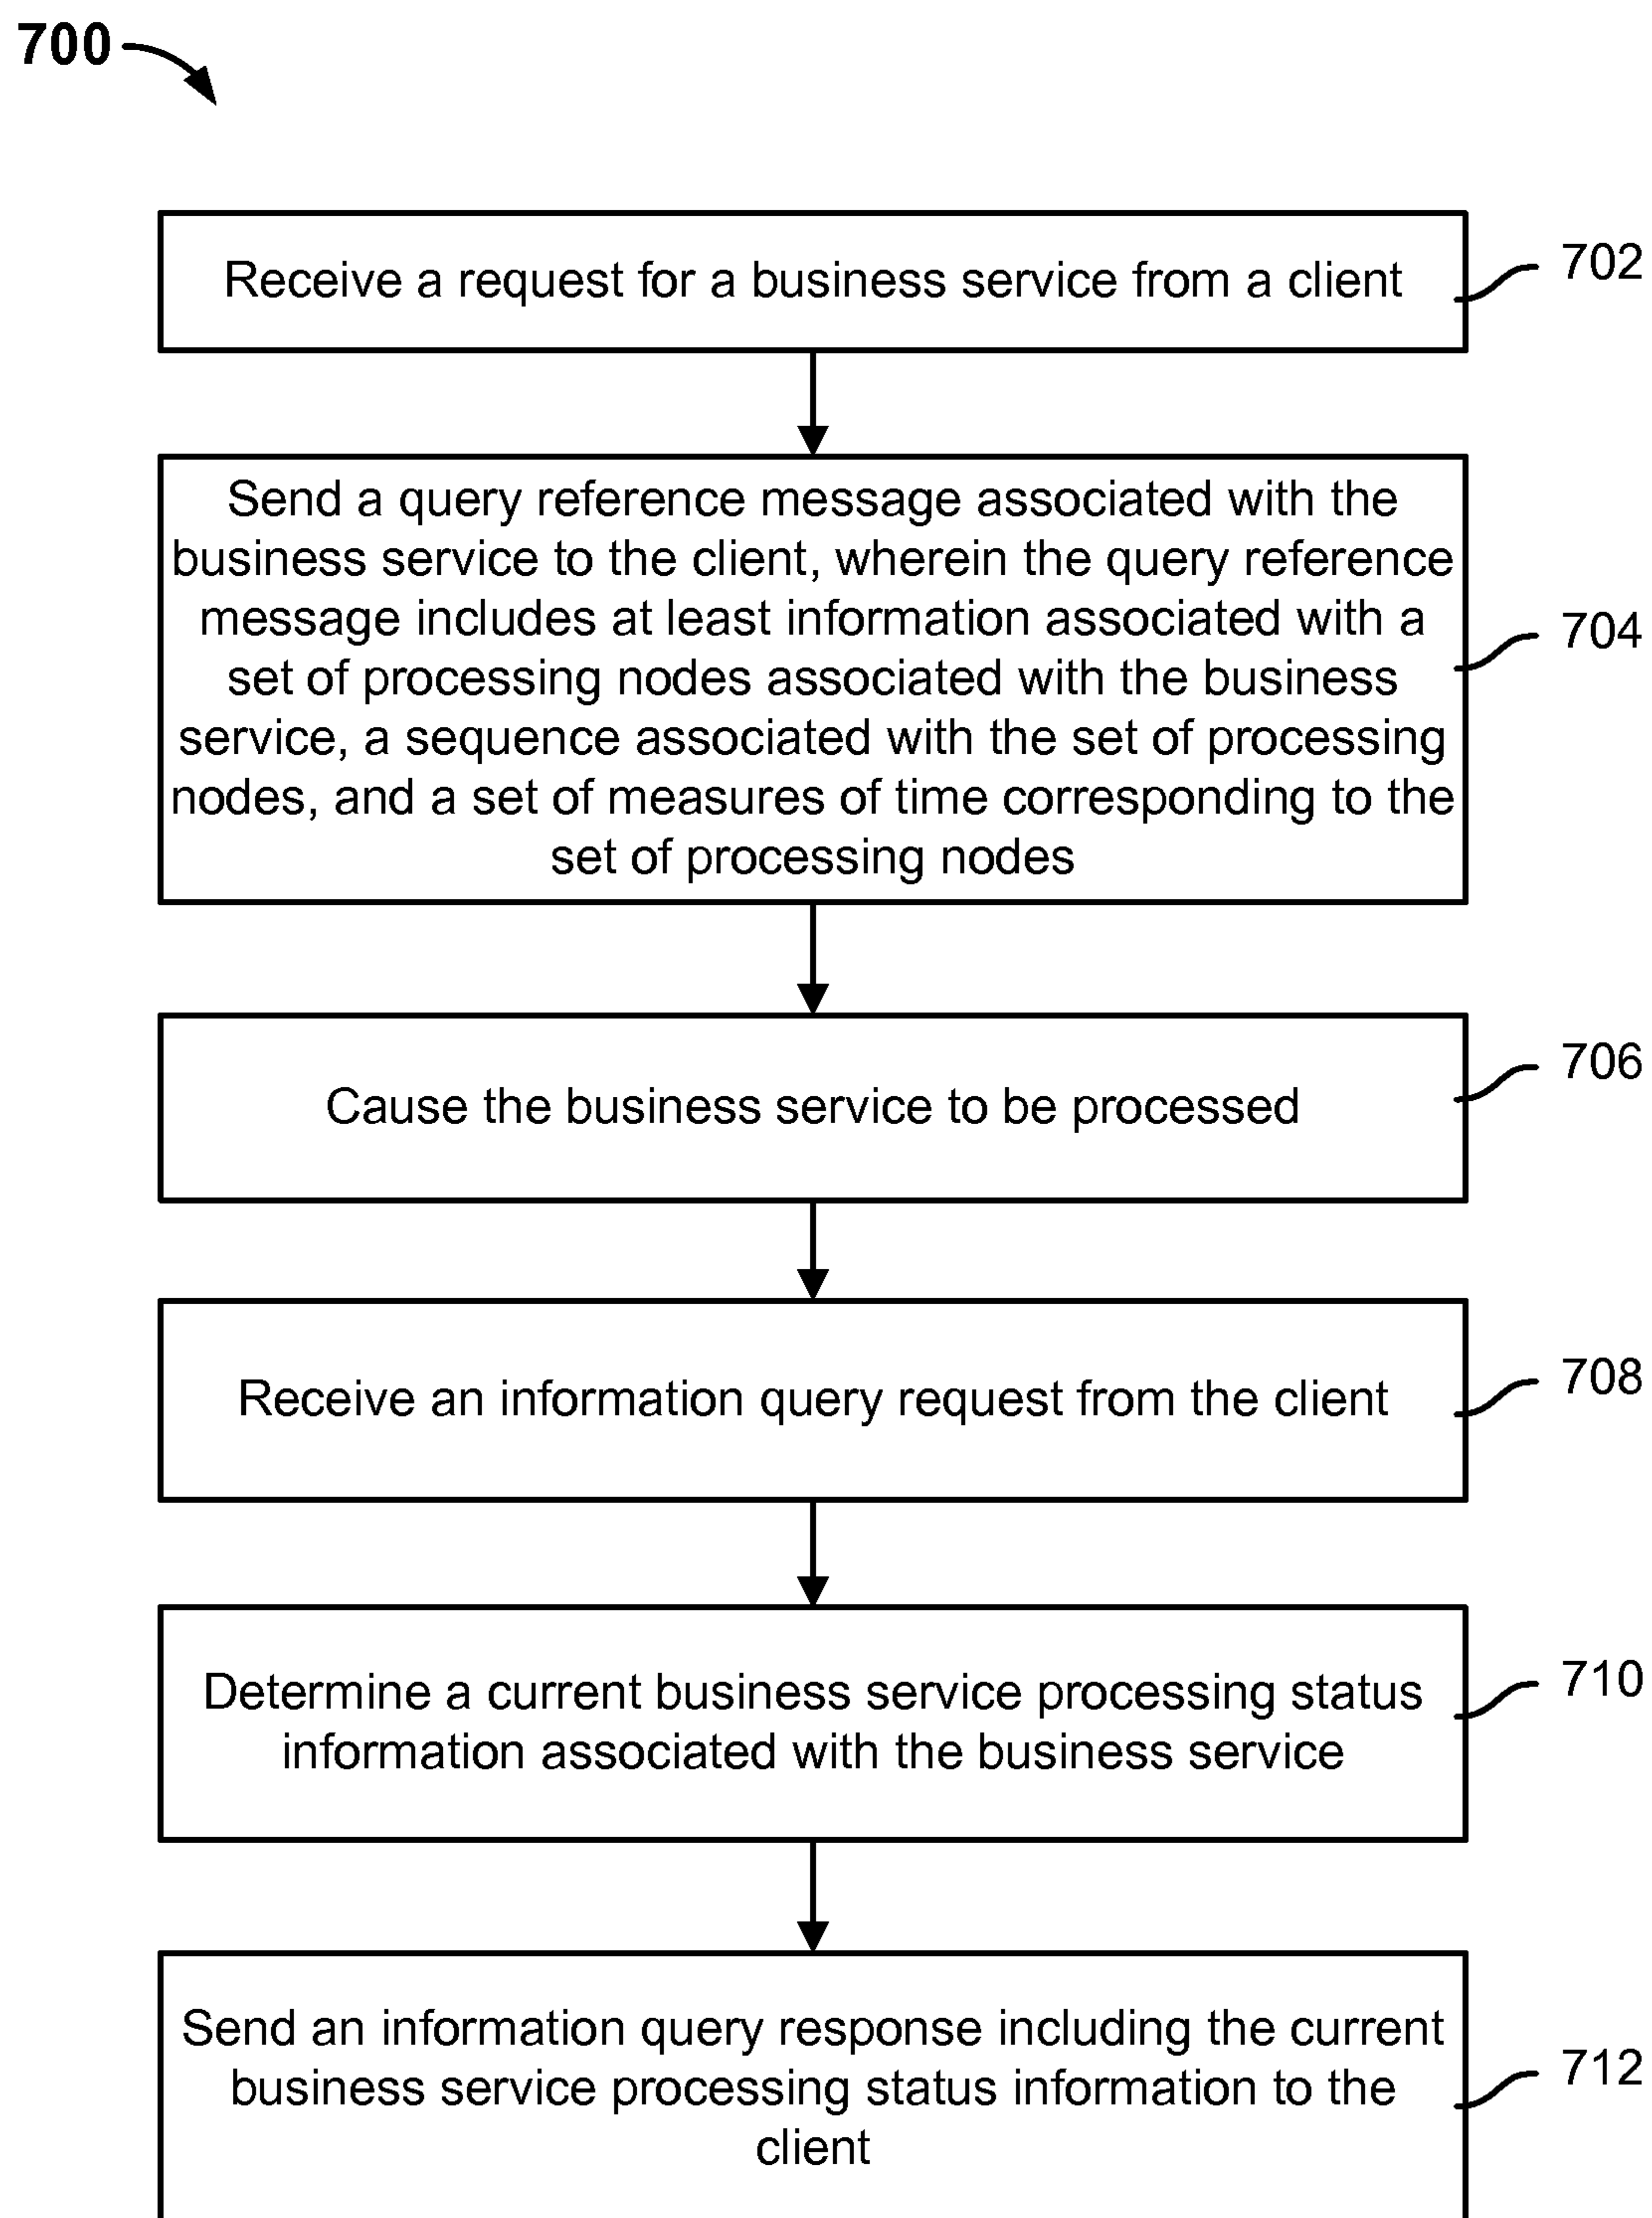 700
Receive a request for a business service from a client
702
Send a query reference message associated with the
business service to the client, wherein the query reference
message includes at least information associated with a
set of processing nodes associated with the business
service, a sequence associated with the set of processing
nodes, and a set of measures of time corresponding to the
set of processing nodes
704
Cause the business service to be processed
706
Receive an information query request from the client
708
Determine a current business service processing status
information associated with the business service
710
Send an information query response including the current
business service processing status information to the
client
712